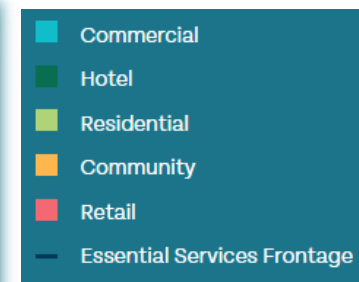 Commercial
Hotel
Residential
Community
Retail
Essential Services Frontage